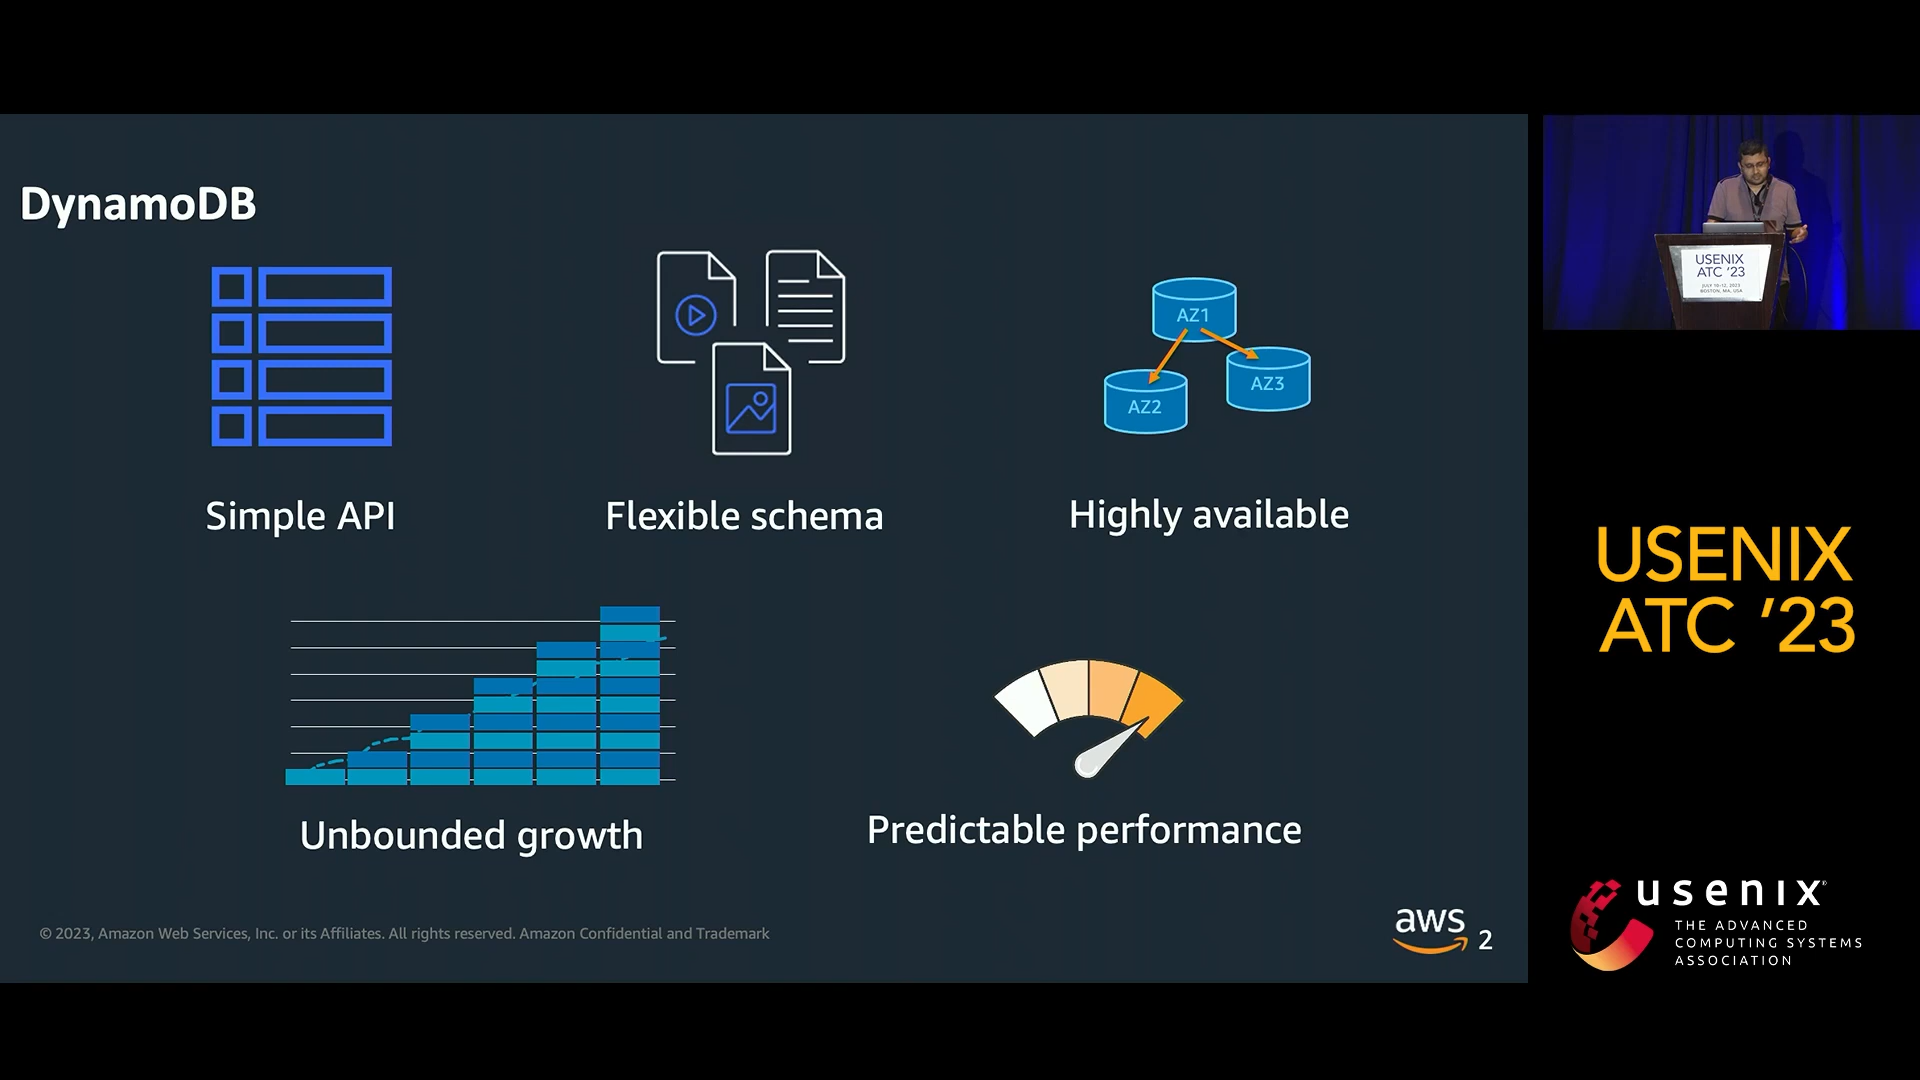 DynamoDB
AZ1
AZ2
AZ3
Simple API
Flexible schema
Highly available
Unbounded growth
Predictable performance
© 2023, Amazon Web Services, Inc. or its Affiliates. All rights reserved. Amazon Confidential and Trademark
aws
2
USENIX
ATC '23
JULY 10–12, 2023
BOSTON, MA, USA
USENIX
ATC ’23
usenix®
THE ADVANCED
COMPUTING SYSTEMS
ASSOCIATION